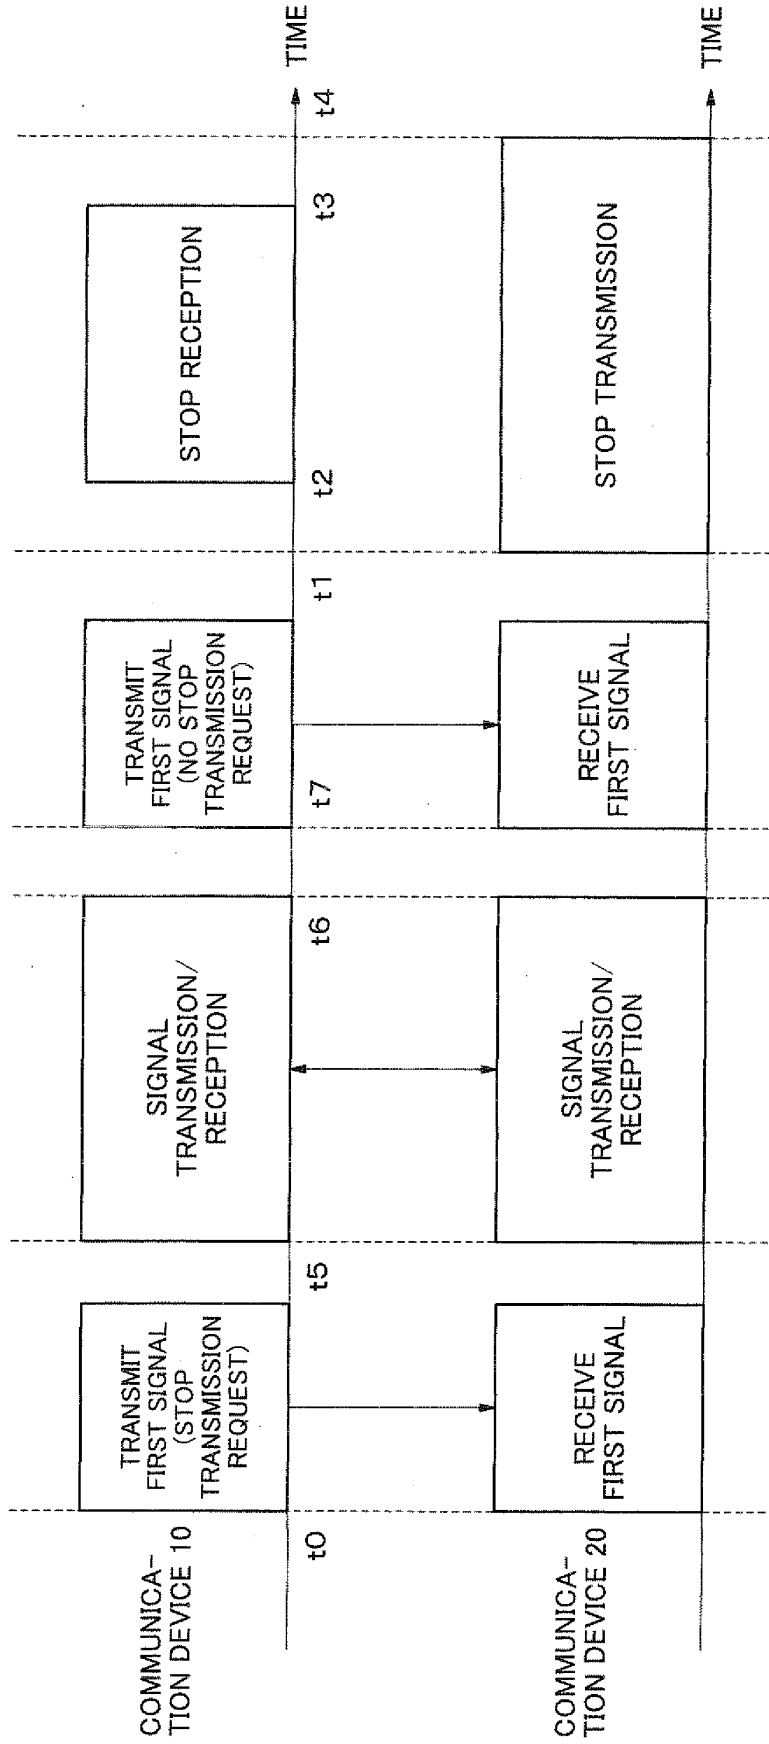 COMMUNICA-
TION DEVICE 10
TRANSMIT
FIRST SIGNAL
(STOP
TRANSMISSION
REQUEST)
SIGNAL
TRANSMISSION/
RECEPTION
TRANSMIT
FIRST SIGNAL
(NO STOP
TRANSMISSION
REQUEST)
STOP RECEPTION
TIME
t0
t5
t6
t7
t1
t2
t3
t4
COMMUNICA-
TION DEVICE 20
RECEIVE
FIRST SIGNAL
SIGNAL
TRANSMISSION/
RECEPTION
RECEIVE
FIRST SIGNAL
STOP TRANSMISSION
TIME